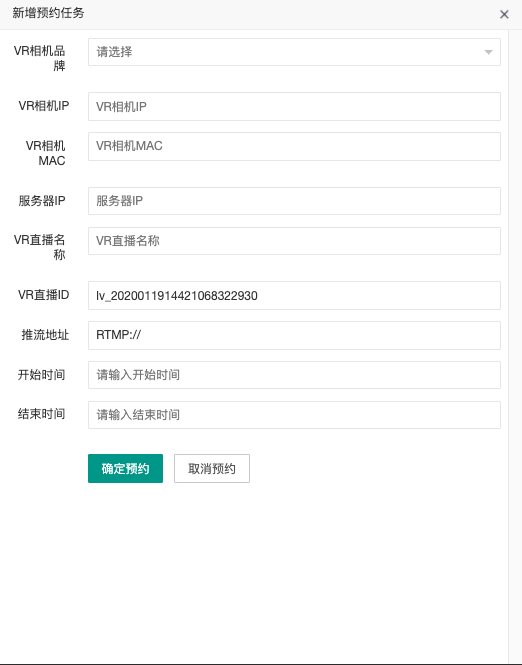 新增预约任务
VR相机品
牌
请选择
VR相机IP
VR相机IP
VR相机
MAC
VR相机MAC
服务器IP
服务器IP
VR直播名
称
VR直播名称
VR直播ID
lv_2020011914421068322930
推流地址
RTMP://
开始时间
请输入开始时间
结束时间
请输入结束时间
确定预约
取消预约